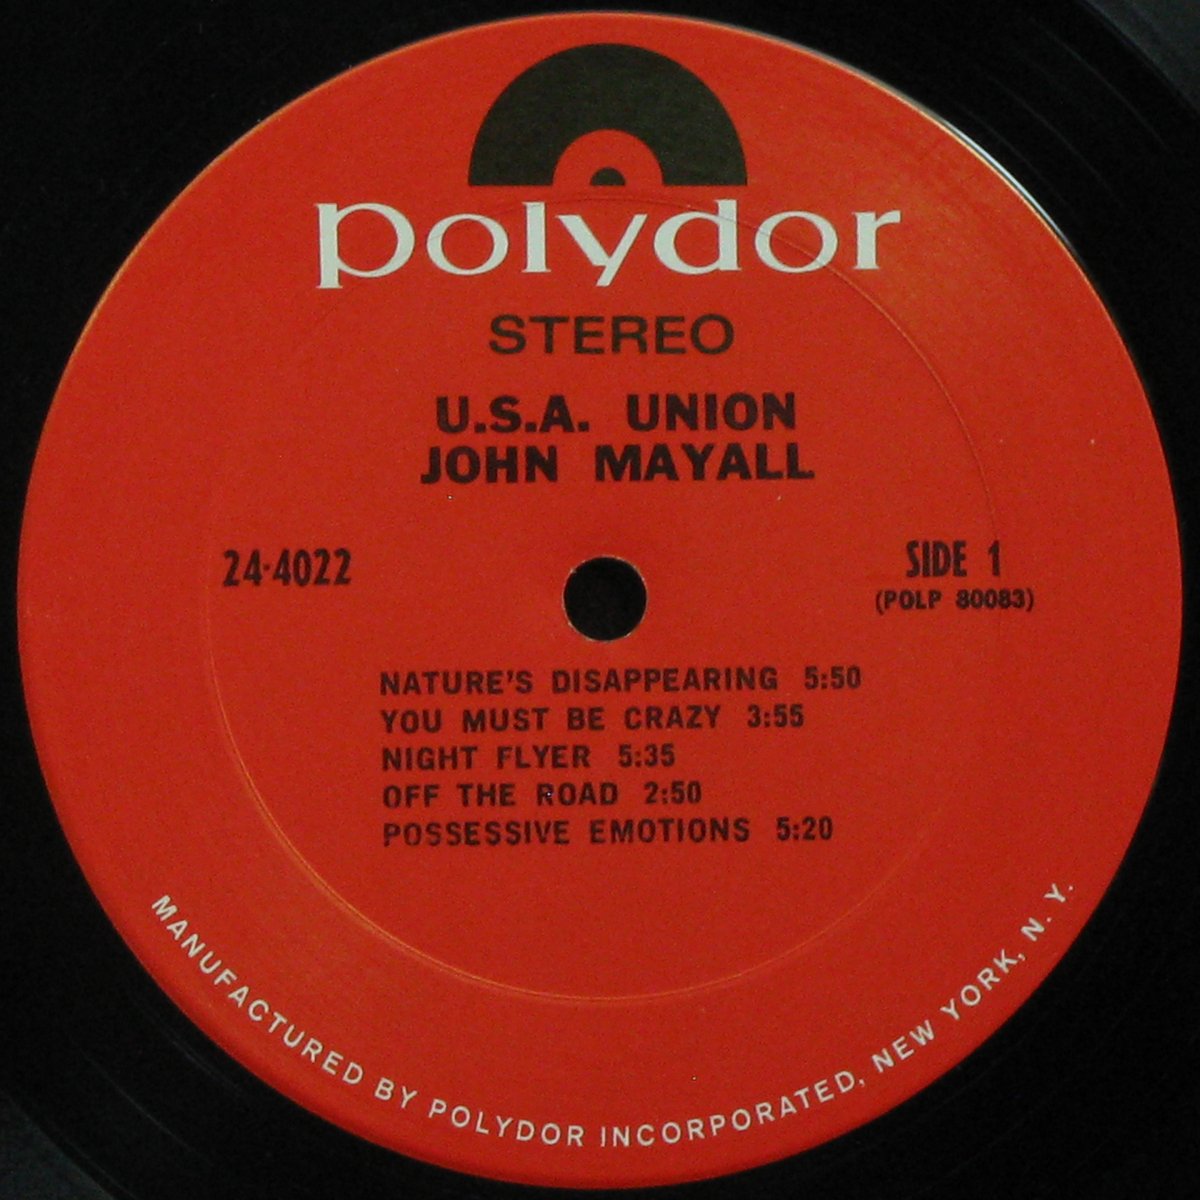 polydor
STEREO
U.S.A. UNION
JOHN MAYALL
24-4022
SIDE 1
(POLP 80083)
NATURE'S DISAPPEARING 5:50
YOU MUST BE CRAZY 3:55
NIGHT FLYER 5:35
OFF THE ROAD 2:50
POSSESSIVE EMOTIONS 5:20
MANUFACTURED BY POLYDOR INCORPORATED, NEW YORK, N. Y.